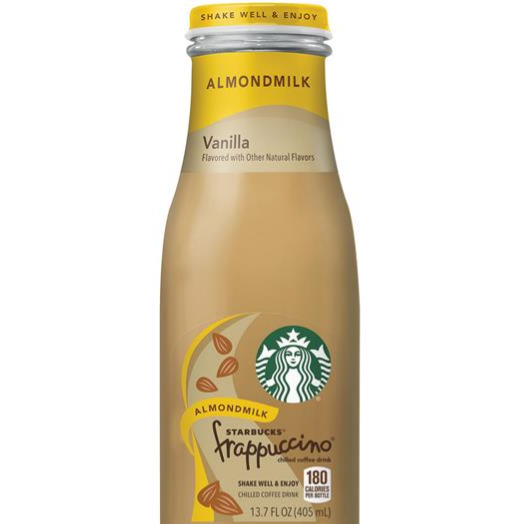 SHAKE WELL & ENJOY
ALMONDMILK
Vanilla
Flavored with Other Natural Flavors
ALMONDMILK
STARBUCKS®
frappuccino®
chilled coffee drink
SHAKE WELL & ENJOY
CHILLED COFFEE DRINK
180
CALORIES
PER BOTTLE
13.7 FL OZ (405 mL)